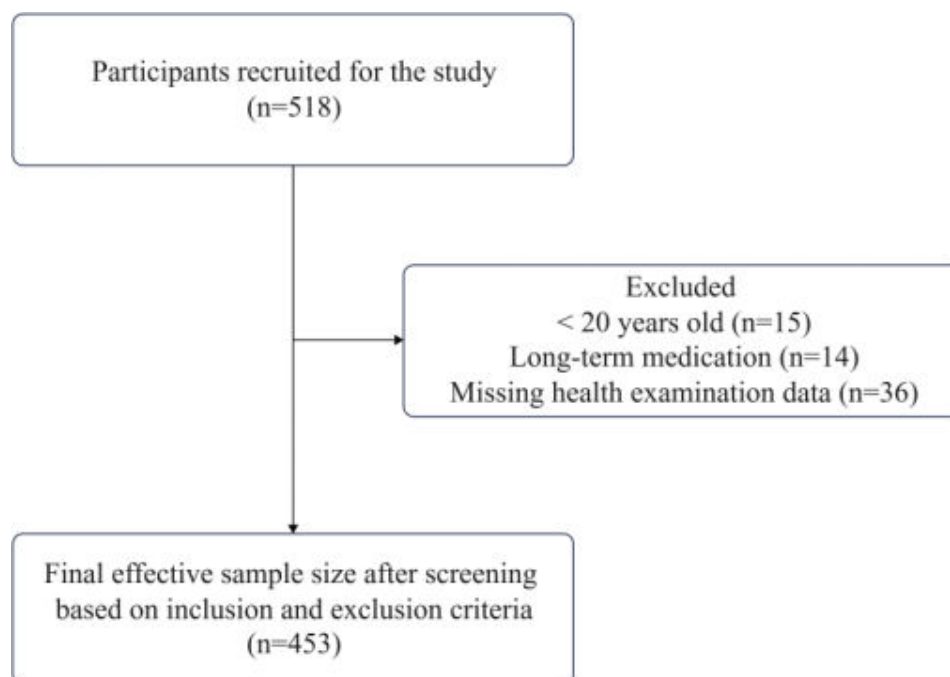 Participants recruited for the study
(n=518)
Excluded
< 20 years old (n=15)
Long-term medication (n=14)
Missing health examination data (n=36)
Final effective sample size after screening
based on inclusion and exclusion criteria
(n=453)